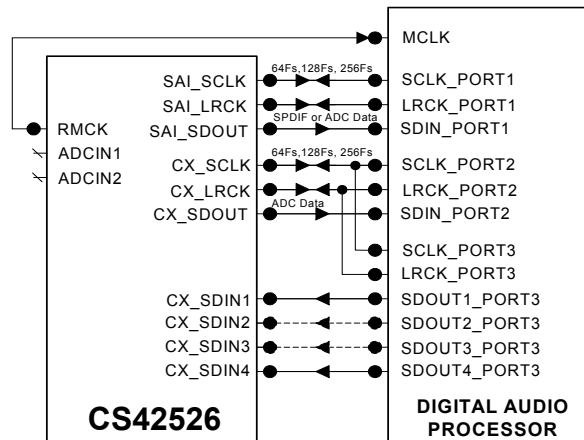 MCLK
64Fs,128Fs, 256Fs
SAI_SCLK
SCLK_PORT1
SAI_LRCK
LRCK_PORT1
SPDIF or ADC Data
RMCK
SAI_SDOUT
SDIN_PORT1
ADCIN1
64Fs,128Fs, 256Fs
CX_SCLK
SCLK_PORT2
ADCIN2
CX_LRCK
LRCK_PORT2
ADC Data
CX_SDOUT
SDIN_PORT2
SCLK_PORT3
LRCK_PORT3
CX_SDIN1
SDOUT1_PORT3
CX_SDIN2
SDOUT2_PORT3
CX_SDIN3
SDOUT3_PORT3
CX_SDIN4
SDOUT4_PORT3
CS42526
DIGITAL AUDIO
PROCESSOR